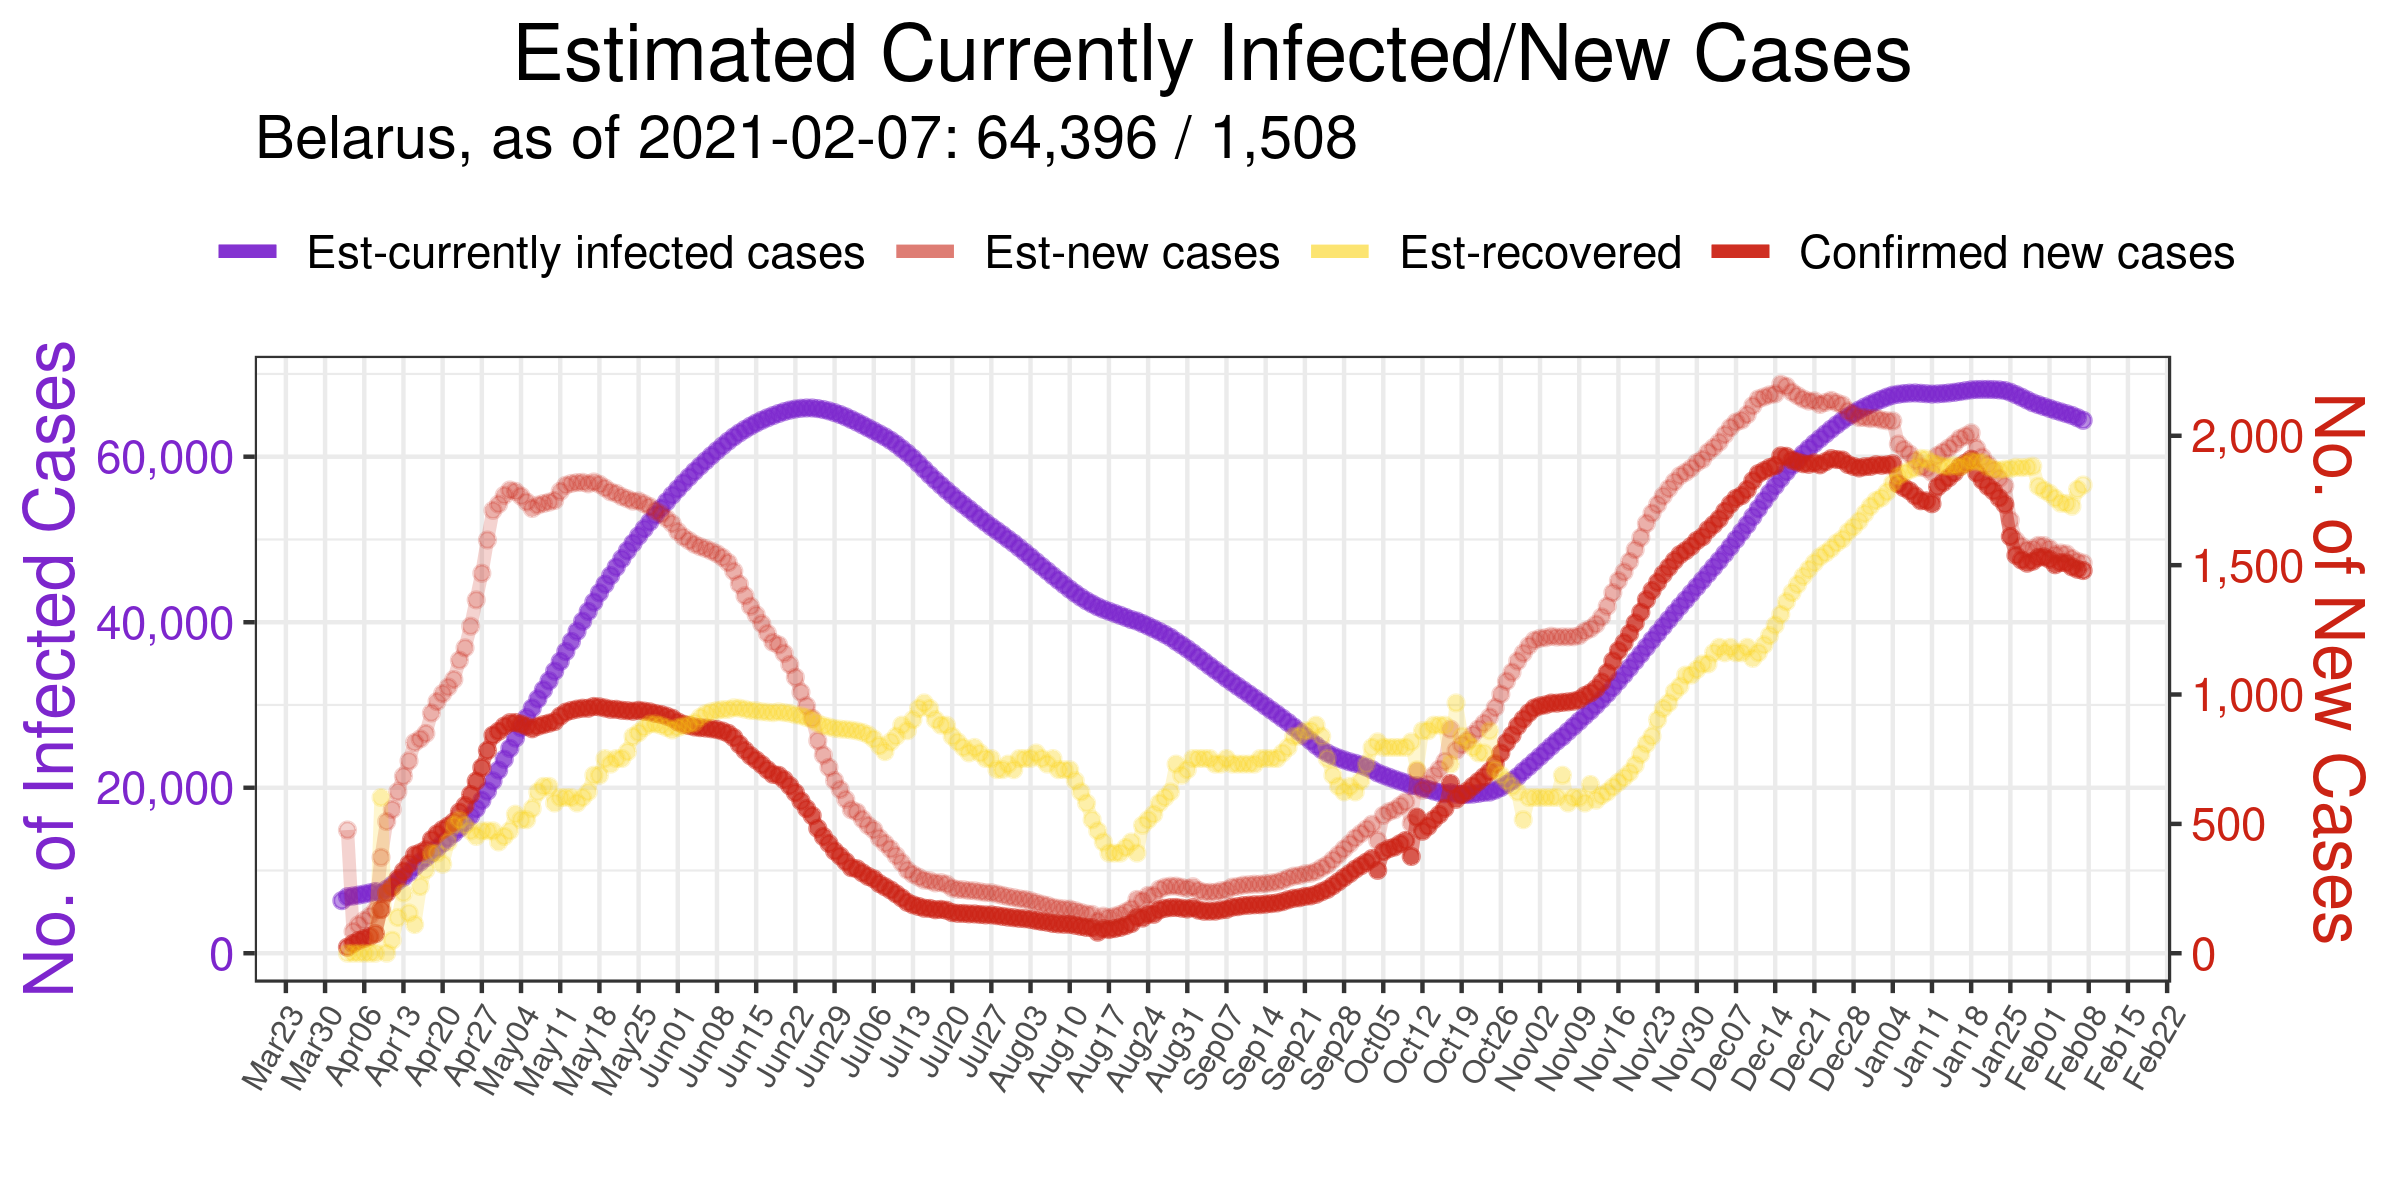 Estimated Currently Infected/New Cases
Belarus, as of 2021-02-07: 64,396 / 1,508
Est-currently infected cases Est-new cases Est-recovered Confirmed new cases
No. of Infected Cases
60,000
40,000
20,000
0
2,000
1,500
1,000
500
0
No. of New Cases
Mar23 Mar30 Apr06 Apr13 Apr20 Apr27 May04 May11 May18 May25 Jun01 Jun08 Jun15 Jun22 Jun29 Jul06 Jul13 Jul20 Jul27 Aug03 Aug10 Aug17 Aug24 Aug31 Sep07 Sep14 Sep21 Sep28 Oct05 Oct12 Oct19 Oct26 Nov02 Nov09 Nov16 Nov23 Nov30 Dec07 Dec14 Dec21 Dec28 Jan04 Jan11 Jan18 Jan25 Feb01 Feb08 Feb15 Feb22